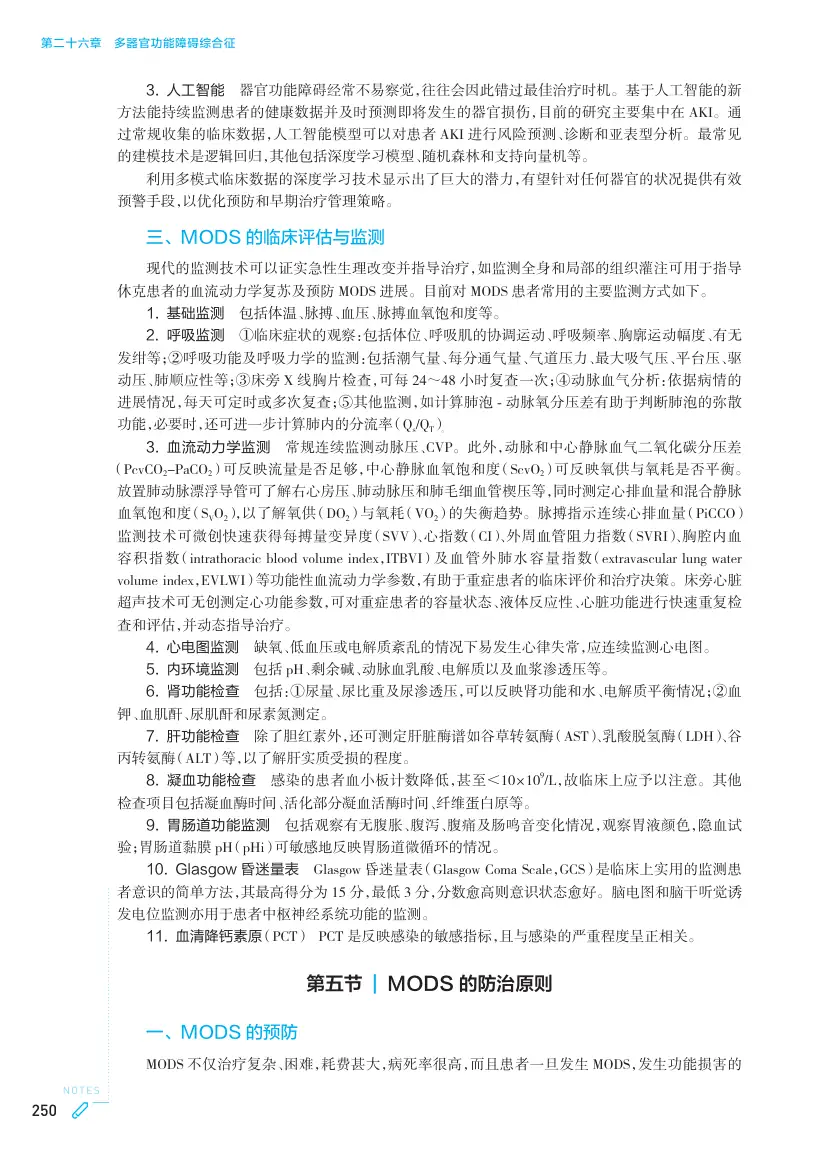 第二十六章　多器官功能障碍综合征
3. 人工智能　器官功能障碍经常不易察觉,往往会因此错过最佳治疗时机。基于人工智能的新
方法能持续监测患者的健康数据并及时预测即将发生的器官损伤,目前的研究主要集中在 AKI。通
过常规收集的临床数据,人工智能模型可以对患者 AKI 进行风险预测、诊断和亚表型分析。最常见
的建模技术是逻辑回归,其他包括深度学习模型、随机森林和支持向量机等。
利用多模式临床数据的深度学习技术显示出了巨大的潜力,有望针对任何器官的状况提供有效
预警手段,以优化预防和早期治疗管理策略。
三、MODS 的临床评估与监测
现代的监测技术可以证实急性生理改变并指导治疗,如监测全身和局部的组织灌注可用于指导
休克患者的血流动力学复苏及预防 MODS 进展。目前对 MODS 患者常用的主要监测方式如下。
1. 基础监测　包括体温、脉搏、血压、脉搏血氧饱和度等。
2. 呼吸监测　①临床症状的观察:包括体位、呼吸肌的协调运动、呼吸频率、胸廓运动幅度、有无
发绀等;②呼吸功能及呼吸力学的监测:包括潮气量、每分通气量、气道压力、最大吸气压、平台压、驱
动压、肺顺应性等;③床旁 X 线胸片检查,可每 24～48 小时复查一次;④动脉血气分析:依据病情的
进展情况,每天可定时或多次复查;⑤其他监测,如计算肺泡 - 动脉氧分压差有助于判断肺泡的弥散
功能,必要时,还可进一步计算肺内的分流率(Qs/QT)
3. 血流动力学监测　常规连续监测动脉压、CVP。此外,动脉和中心静脉血气二氧化碳分压差
(PcvCO₂–PaCO₂)可反映流量是否足够,中心静脉血氧饱和度(ScvO₂)可反映氧供与氧耗是否平衡。
放置肺动脉漂浮导管可了解右心房压、肺动脉压和肺毛细血管楔压等,同时测定心排血量和混合静脉
血氧饱和度(SVO₂),以了解氧供(DO₂)与氧耗(VO₂)的失衡趋势。脉搏指示连续心排血量(PiCCO)
监测技术可微创快速获得每搏量变异度(SVV)、心指数(CI)、外周血管阻力指数(SVRI)、胸腔内血
容积指数(intrathoracic blood volume index,ITBVI)及血管外肺水容量指数(extravascular lung water
volume index,EVLWI)等功能性血流动力学参数,有助于重症患者的临床评价和治疗决策。床旁心脏
超声技术可无创测定心功能参数,可对重症患者的容量状态、液体反应性、心脏功能进行快速重复检
查和评估,并动态指导治疗。
4. 心电图监测　缺氧、低血压或电解质紊乱的情况下易发生心律失常,应连续监测心电图。
5. 内环境监测　包括 pH、剩余碱、动脉血乳酸、电解质以及血浆渗透压等。
6. 肾功能检查　包括:①尿量、尿比重及尿渗透压,可以反映肾功能和水、电解质平衡情况;②血
钾、血肌酐、尿肌酐和尿素氮测定。
7. 肝功能检查　除了胆红素外,还可测定肝脏酶谱如谷草转氨酶(AST)、乳酸脱氢酶(LDH)、谷
丙转氨酶(ALT)等,以了解肝实质受损的程度。
8. 凝血功能检查　感染的患者血小板计数降低,甚至＜10×10⁹/L,故临床上应予以注意。其他
检查项目包括凝血酶时间、活化部分凝血活酶时间、纤维蛋白原等。
9. 胃肠道功能监测　包括观察有无腹胀、腹泻、腹痛及肠鸣音变化情况,观察胃液颜色,隐血试
验;胃肠道黏膜 pH(pHi)可敏感地反映胃肠道微循环的情况。
10. Glasgow 昏迷量表　Glasgow 昏迷量表(Glasgow Coma Scale,GCS)是临床上实用的监测患
者意识的简单方法,其最高得分为 15 分,最低 3 分,分数愈高则意识状态愈好。脑电图和脑干听觉诱
发电位监测亦用于患者中枢神经系统功能的监测。
11. 血清降钙素原(PCT)　PCT 是反映感染的敏感指标,且与感染的严重程度呈正相关。
第五节 | MODS 的防治原则
一、MODS 的预防
MODS 不仅治疗复杂、困难,耗费甚大,病死率很高,而且患者一旦发生 MODS,发生功能损害的
NOTES
250